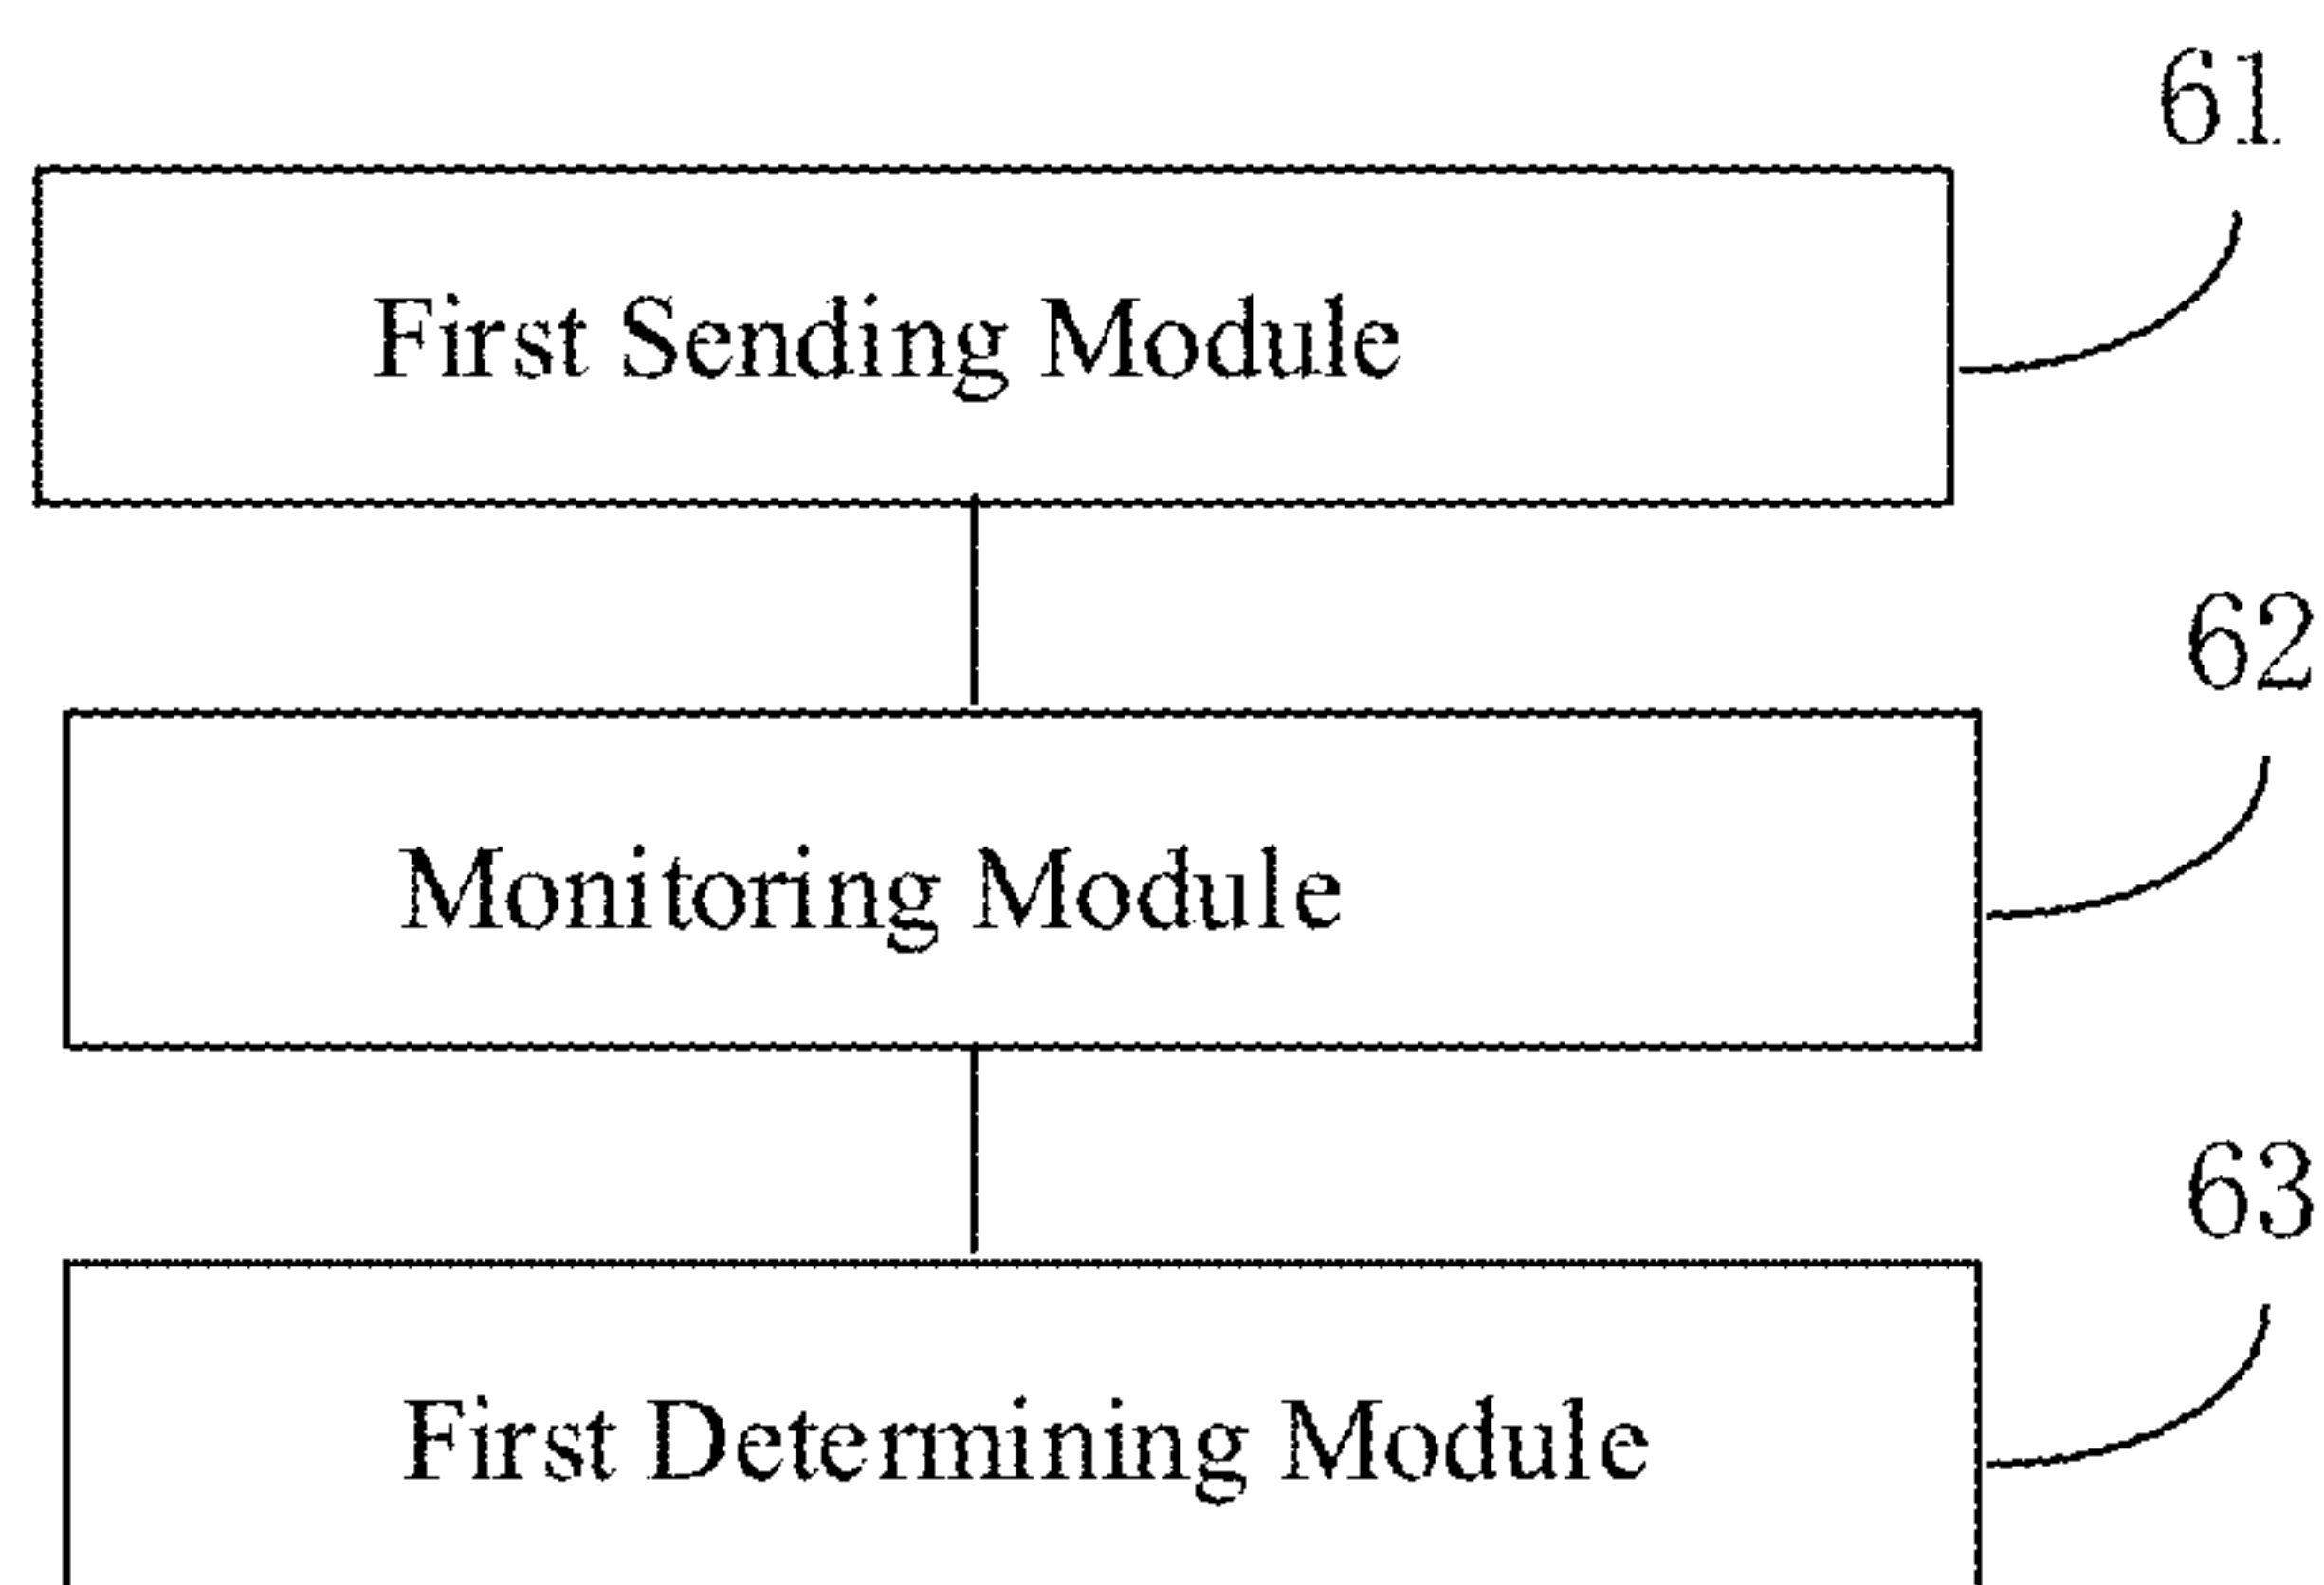 61
First Sending Module
62
Monitoring Module
63
First Determining Module